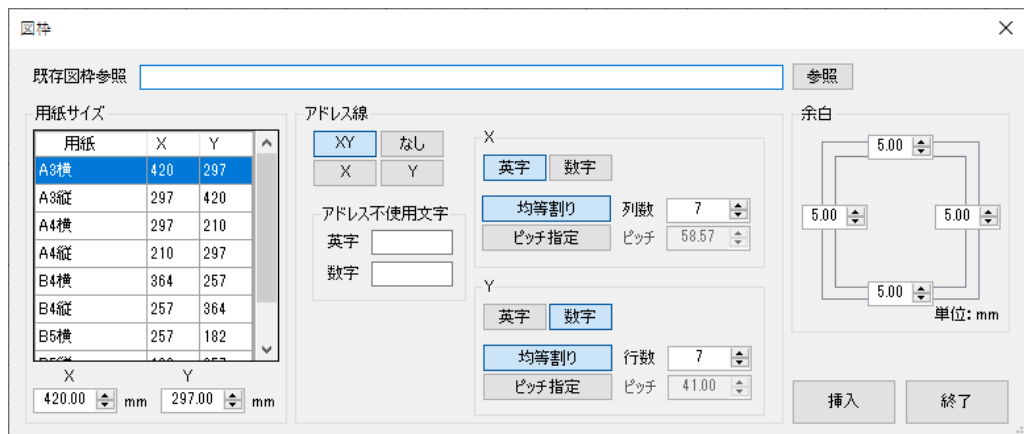 図枠
既存図枠参照 参照
用紙サイズ
用紙 X Y
A3横 420 297
A3縦 297 420
A4横 297 210
A4縦 210 297
B4横 364 257
B4縦 257 364
B5横 257 182
X Y
420.00 mm 297.00 mm
アドレス線
XY なし
X Y
アドレス不使用文字
英字
数字
X
英字 数字
均等割り 列数 7
ピッチ指定 ピッチ 58.57
Y
英字 数字
均等割り 行数 7
ピッチ指定 ピッチ 41.00
余白
5.00
5.00 5.00
5.00
単位: mm
挿入 終了